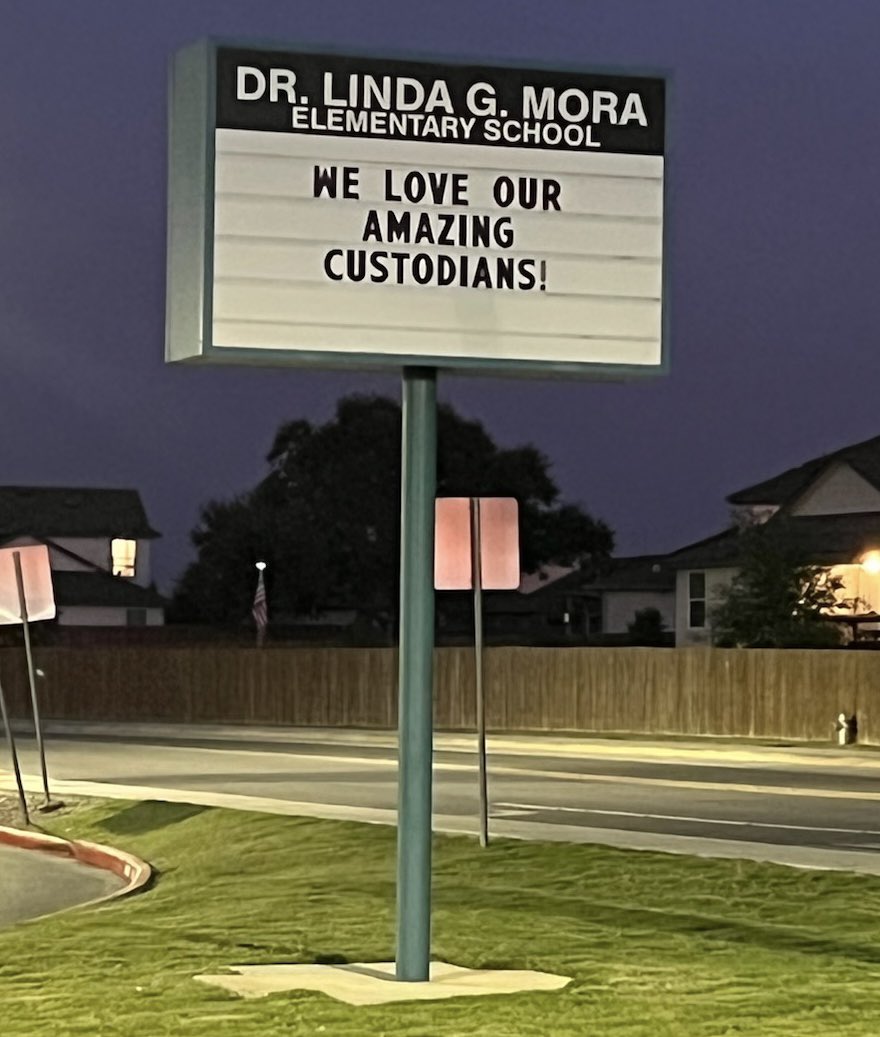 DR. LINDA G. MORA
ELEMENTARY SCHOOL
WE LOVE OUR
AMAZING
CUSTODIANS!